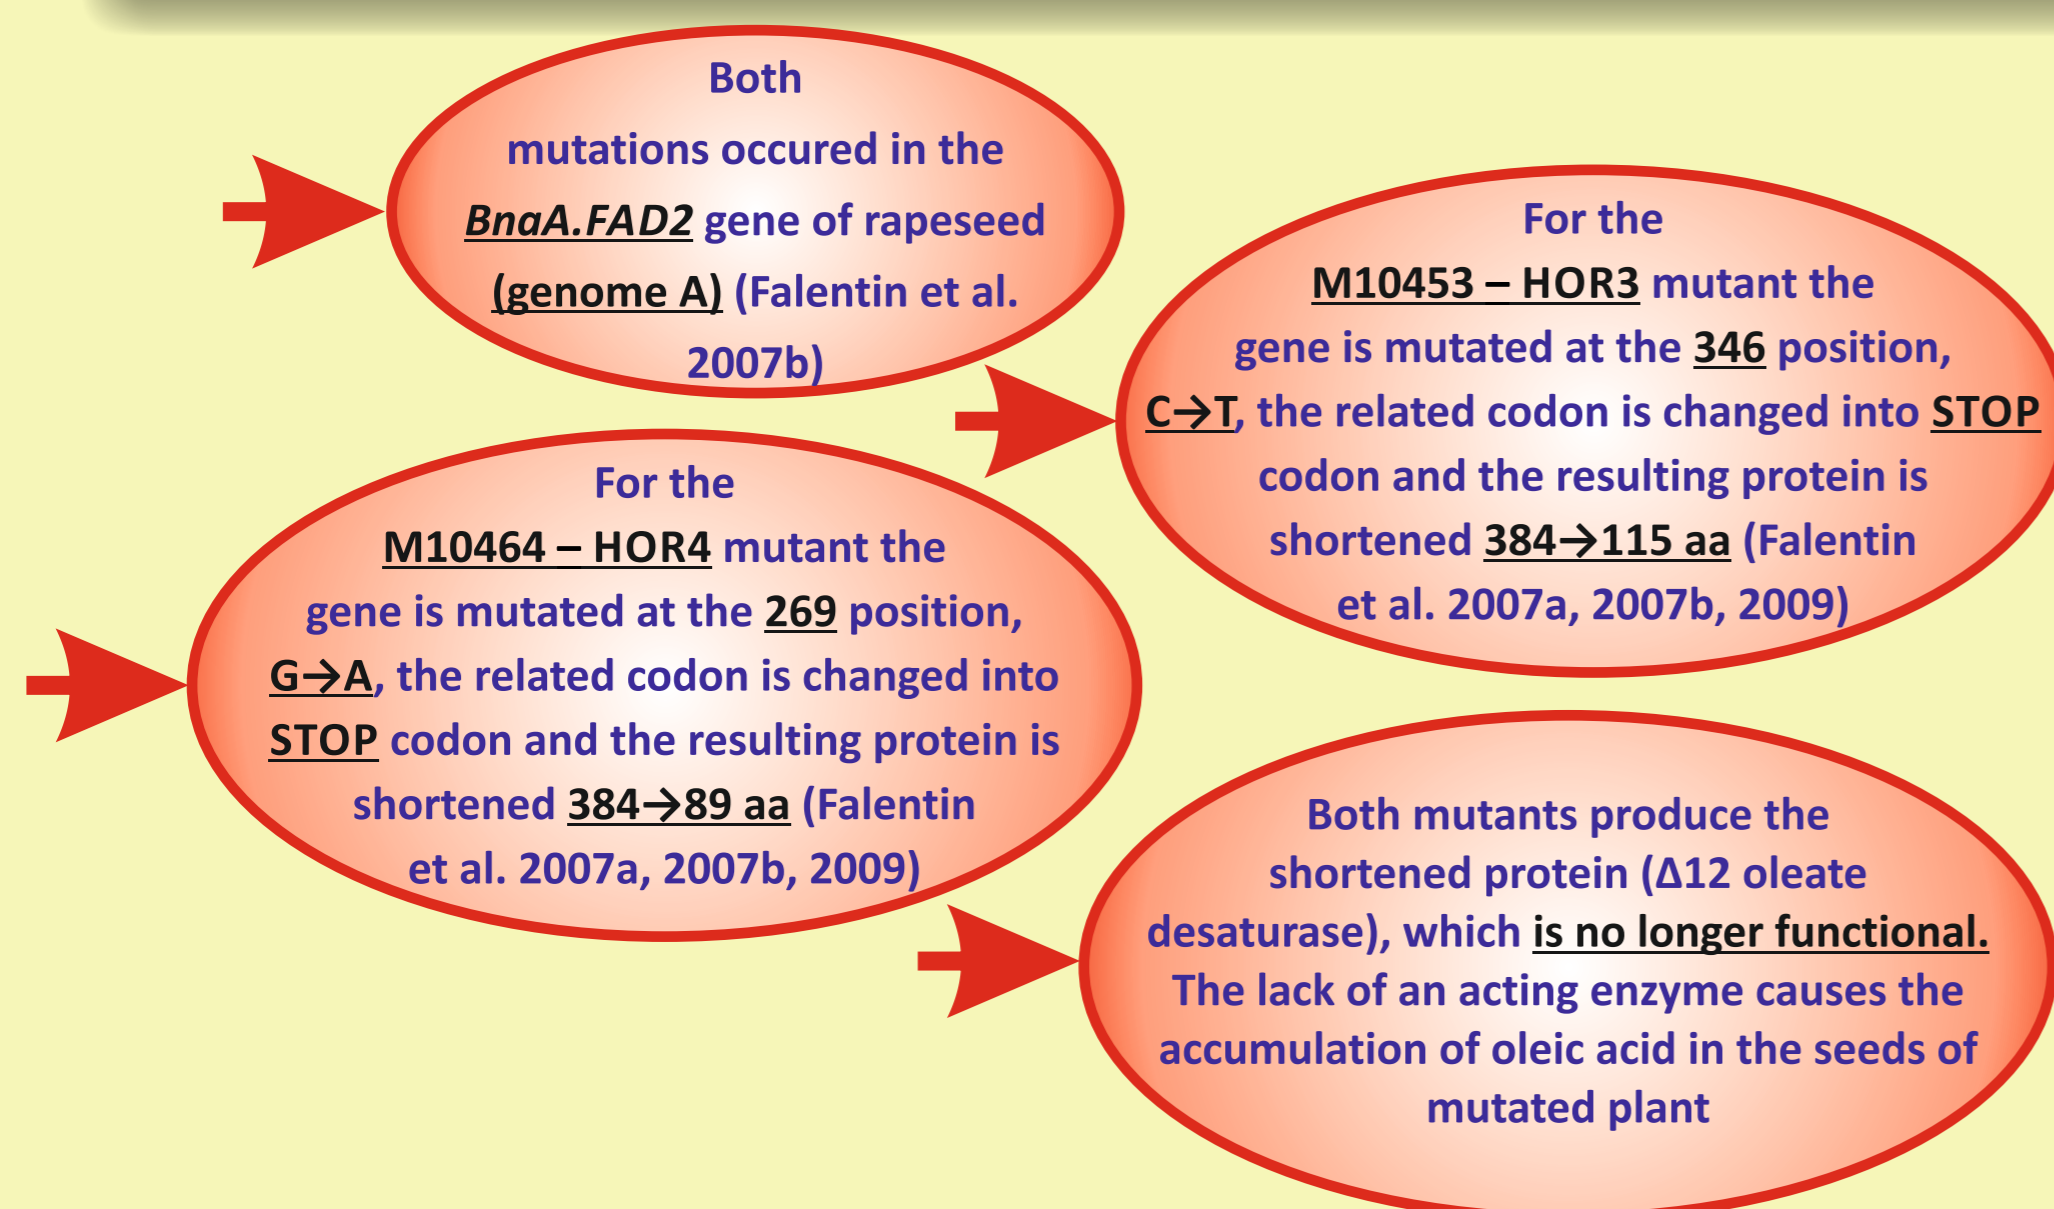 Both
mutations occured in the
BnaA.FAD2 gene of rapeseed
(genome A) (Falentin et al.
2007b)
For the
M10453 – HOR3 mutant the
gene is mutated at the 346 position,
C→T, the related codon is changed into STOP
codon and the resulting protein is
shortened 384→115 aa (Falentin
et al. 2007a, 2007b, 2009)
For the
M10464 – HOR4 mutant the
gene is mutated at the 269 position,
G→A, the related codon is changed into
STOP codon and the resulting protein is
shortened 384→89 aa (Falentin
et al. 2007a, 2007b, 2009)
Both mutants produce the
shortened protein (Δ12 oleate
desaturase), which is no longer functional.
The lack of an acting enzyme causes the
accumulation of oleic acid in the seeds of
mutated plant